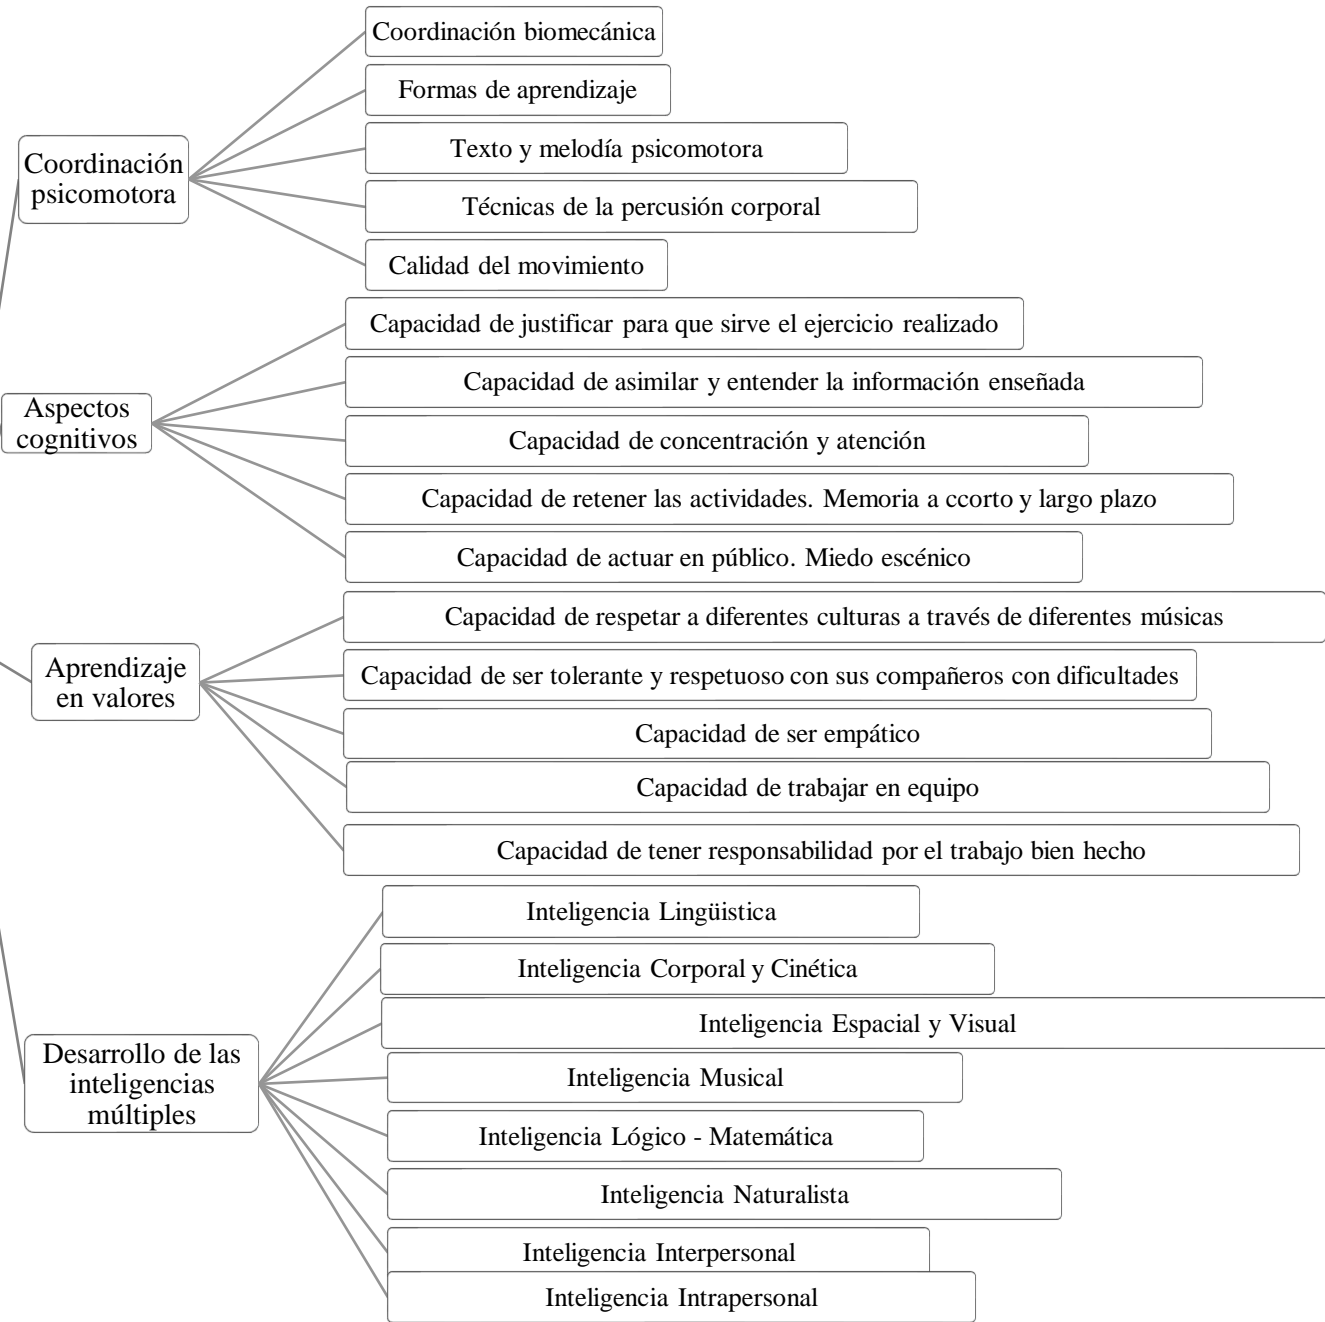 Coordinación
psicomotora
Coordinación biomecánica
Formas de aprendizaje
Texto y melodía psicomotora
Técnicas de la percusión corporal
Calidad del movimiento
Aspectos
cognitivos
Capacidad de justificar para que sirve el ejercicio realizado
Capacidad de asimilar y entender la información enseñada
Capacidad de concentración y atención
Capacidad de retener las actividades. Memoria a ccorto y largo plazo
Capacidad de actuar en público. Miedo escénico
Aprendizaje
en valores
Capacidad de respetar a diferentes culturas a través de diferentes músicas
Capacidad de ser tolerante y respetuoso con sus compañeros con dificultades
Capacidad de ser empático
Capacidad de trabajar en equipo
Capacidad de tener responsabilidad por el trabajo bien hecho
Desarrollo de las
inteligencias
múltiples
Inteligencia Lingüistica
Inteligencia Corporal y Cinética
Inteligencia Espacial y Visual
Inteligencia Musical
Inteligencia Lógico - Matemática
Inteligencia Naturalista
Inteligencia Interpersonal
Inteligencia Intrapersonal